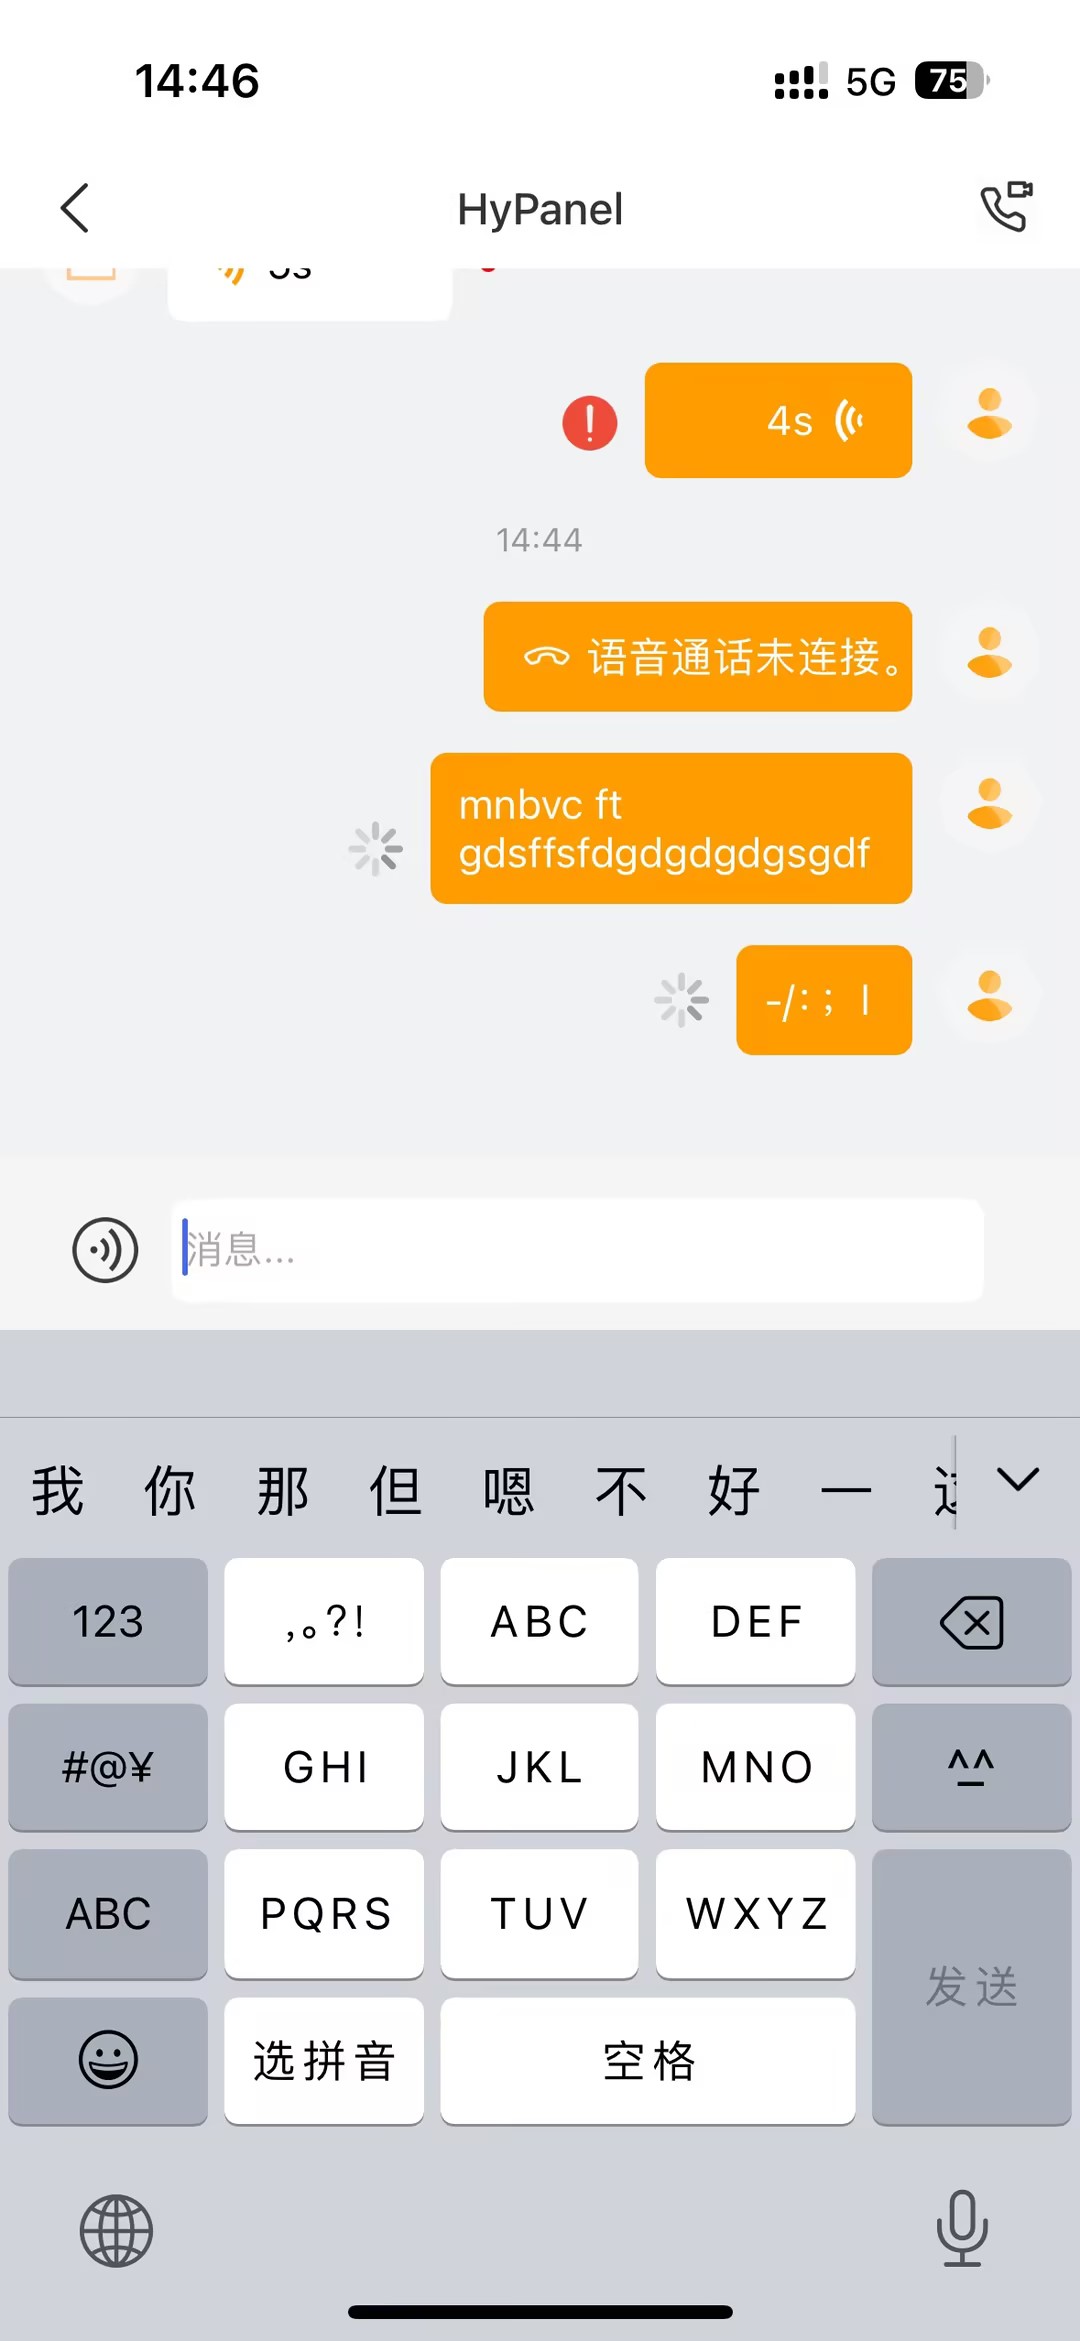 14:46
5G
75
HyPanel
4s
14:44
语音通话未连接。
mnbvc ft
gdsffsfdgdgdgdgsgdf
-/:；|
消息...
我 你 那 但 嗯 不 好 一
123 ,。?! ABC DEF
#@¥ GHI JKL MNO ^^
ABC PQRS TUV WXYZ
发送
选拼音 空格